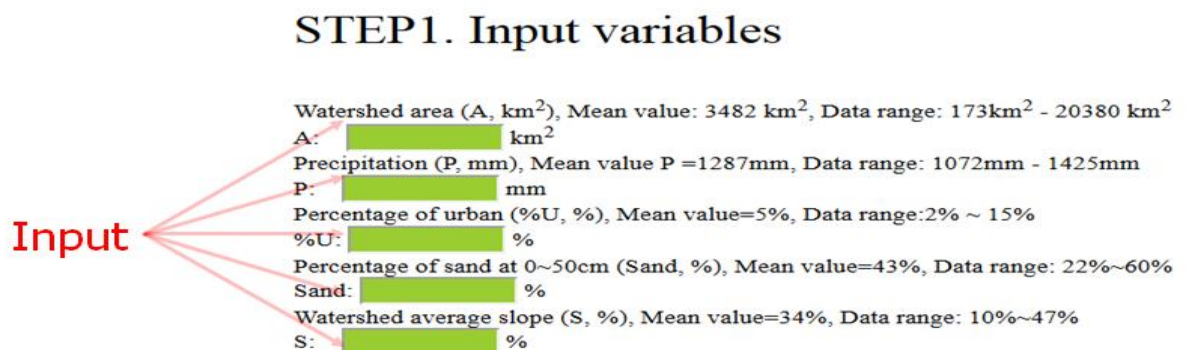 STEP1. Input variables
Watershed area (A, km²), Mean value: 3482 km², Data range: 173km² - 20380 km²
A: km²
Precipitation (P, mm), Mean value P =1287mm, Data range: 1072mm - 1425mm
P: mm
Percentage of urban (%U, %), Mean value=5%, Data range:2% ~ 15%
Input
%U: %
Percentage of sand at 0~50cm (Sand, %), Mean value=43%, Data range: 22%~60%
Sand: %
Watershed average slope (S, %), Mean value=34%, Data range: 10%~47%
S: %